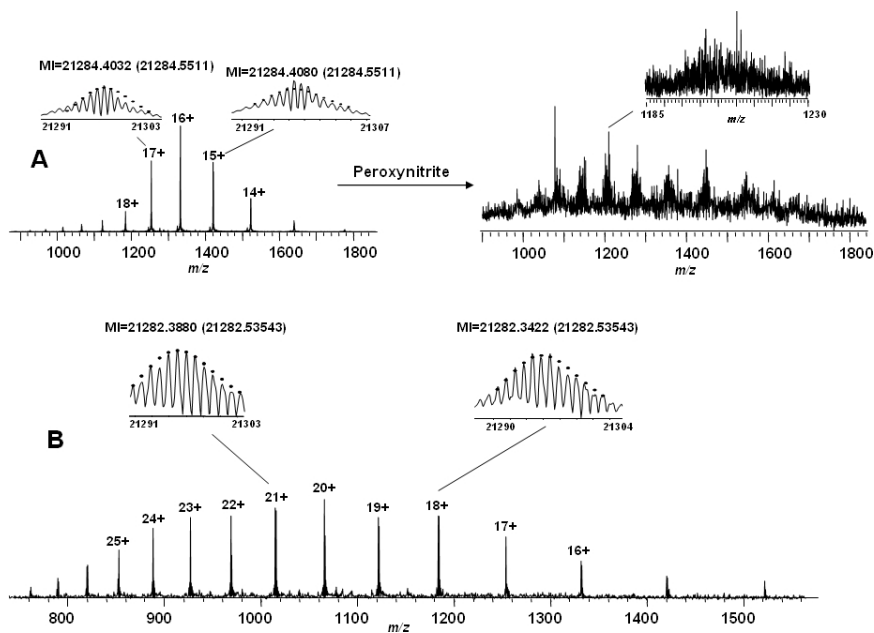 MI=21284.4032 (21284.5511)
21291 21303
MI=21284.4080 (21284.5511)
21291 21307
A
18+ 17+ 16+ 15+ 14+
1000 1200 1400 1600 1800
m/z
Peroxynitrite
1185 1230
m/z
1000 1200 1400 1600 1800
m/z
MI=21282.3880 (21282.53543)
21291 21303
MI=21282.3422 (21282.53543)
21290 21304
B
25+ 24+ 23+ 22+ 21+ 20+ 19+ 18+ 17+ 16+
800 900 1000 1100 1200 1300 1400 1500
m/z